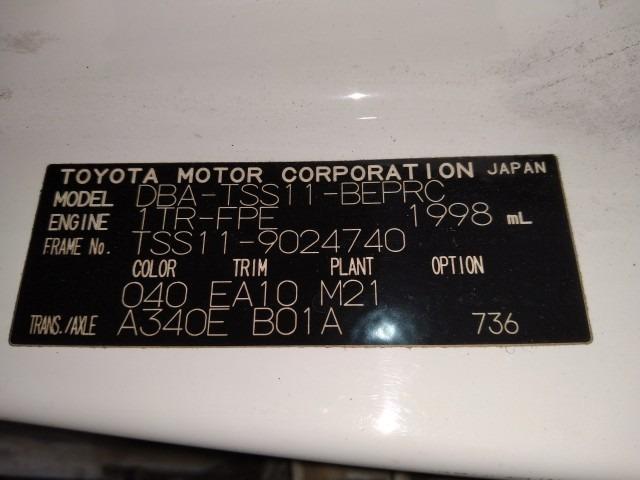 TOYOTA MOTOR CORPORATION JAPAN
MODEL DBA-TSS11-BEPRC
ENGINE 1TR-FPE 1998 mL
FRAME No. TSS11-9024740
COLOR TRIM PLANT OPTION
040 EA10 M21
TRANS./AXLE A340E B01A 736